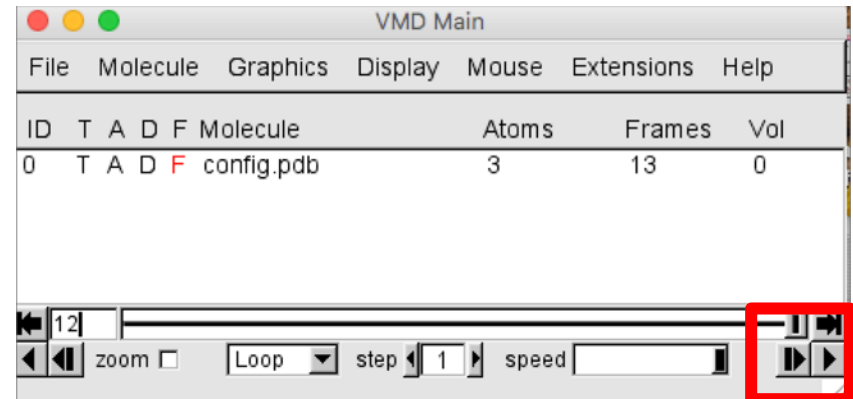 VMD Main
File Molecule Graphics Display Mouse Extensions Help
ID T A D F Molecule Atoms Frames Vol
0 T A D F config.pdb 3 13 0
12
zoom Loop step 1 speed